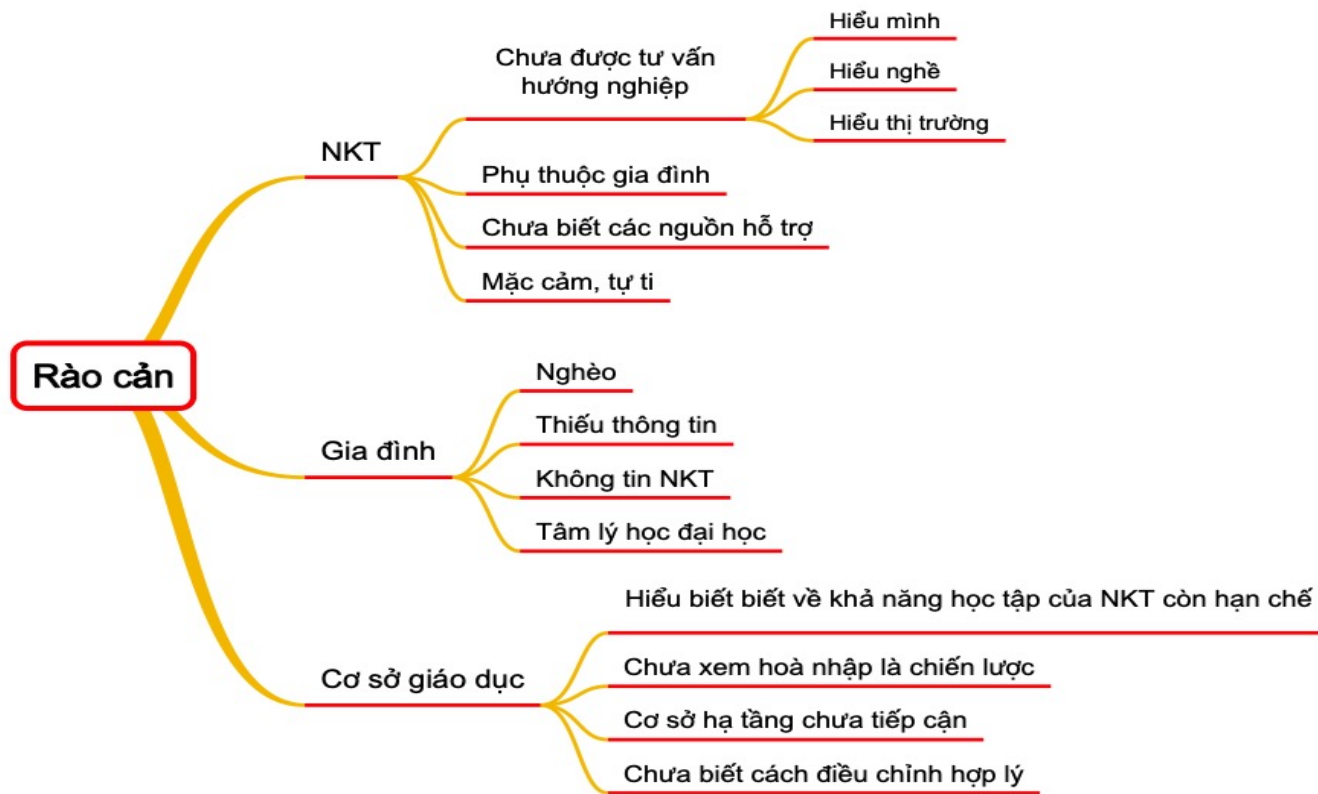 Rào cản
NKT
Chưa được tư vấn
hướng nghiệp
Hiểu mình
Hiểu nghề
Hiểu thị trường
Phụ thuộc gia đình
Chưa biết các nguồn hỗ trợ
Mặc cảm, tự ti
Gia đình
Nghèo
Thiếu thông tin
Không tin NKT
Tâm lý học đại học
Cơ sở giáo dục
Hiểu biết biết về khả năng học tập của NKT còn hạn chế
Chưa xem hoà nhập là chiến lược
Cơ sở hạ tầng chưa tiếp cận
Chưa biết cách điều chỉnh hợp lý